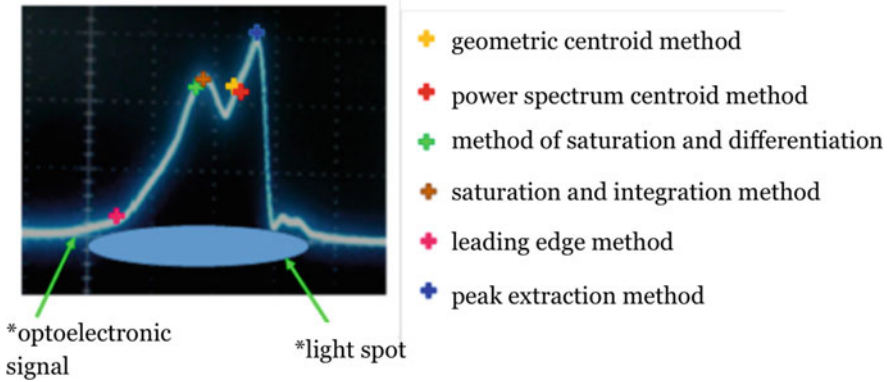 geometric centroid method
power spectrum centroid method
method of saturation and differentiation
saturation and integration method
leading edge method
peak extraction method
*optoelectronic
signal
*light spot